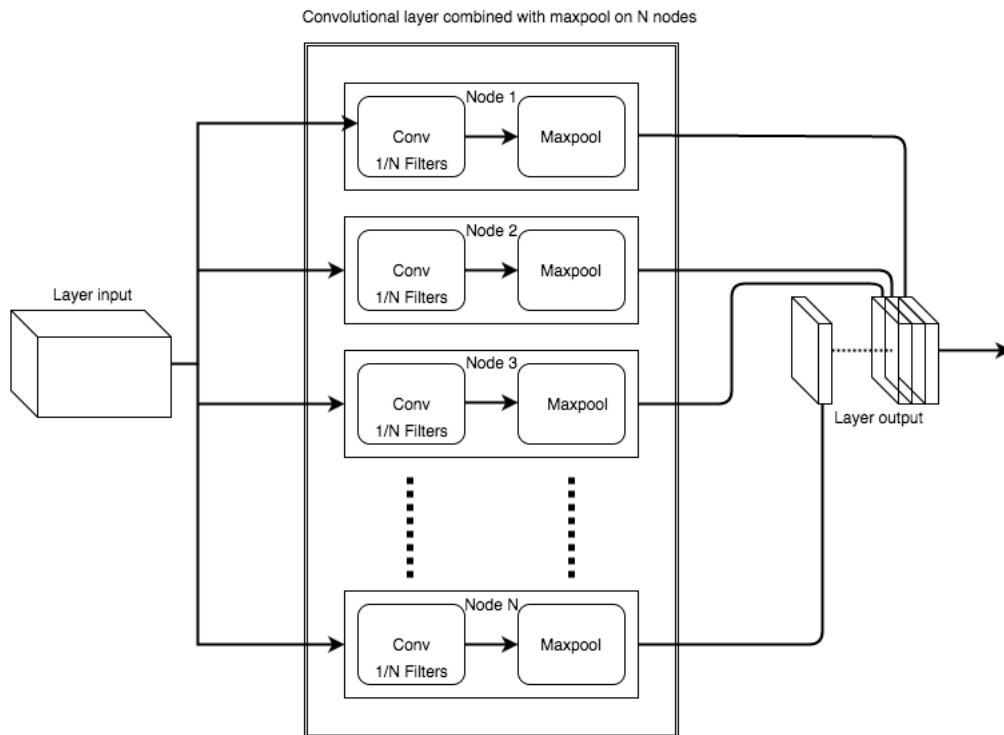 Convolutional layer combined with maxpool on N nodes
Node 1
Conv
1/N Filters
Maxpool
Node 2
Conv
1/N Filters
Maxpool
Layer input
Node 3
Conv
1/N Filters
Maxpool
Layer output
Node N
Conv
1/N Filters
Maxpool